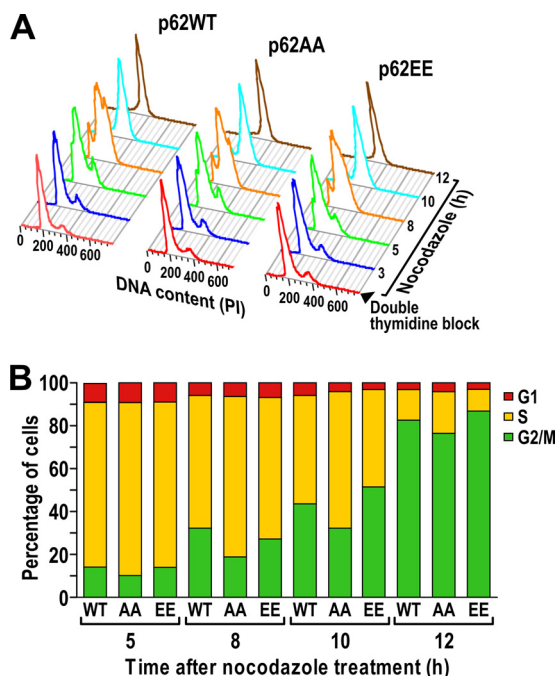 A
p62WT
p62AA
p62EE
0 200 400 600
0 200 400 600
0 200 400 600
DNA content (PI)
3
5
8
10
12
Nocodazole (h)
Double
thymidine block
B
Percentage of cells
100
80
60
40
20
0
G1
S
G2/M
WT AA EE WT AA EE WT AA EE WT AA EE
5 8 10 12
Time after nocodazole treatment (h)